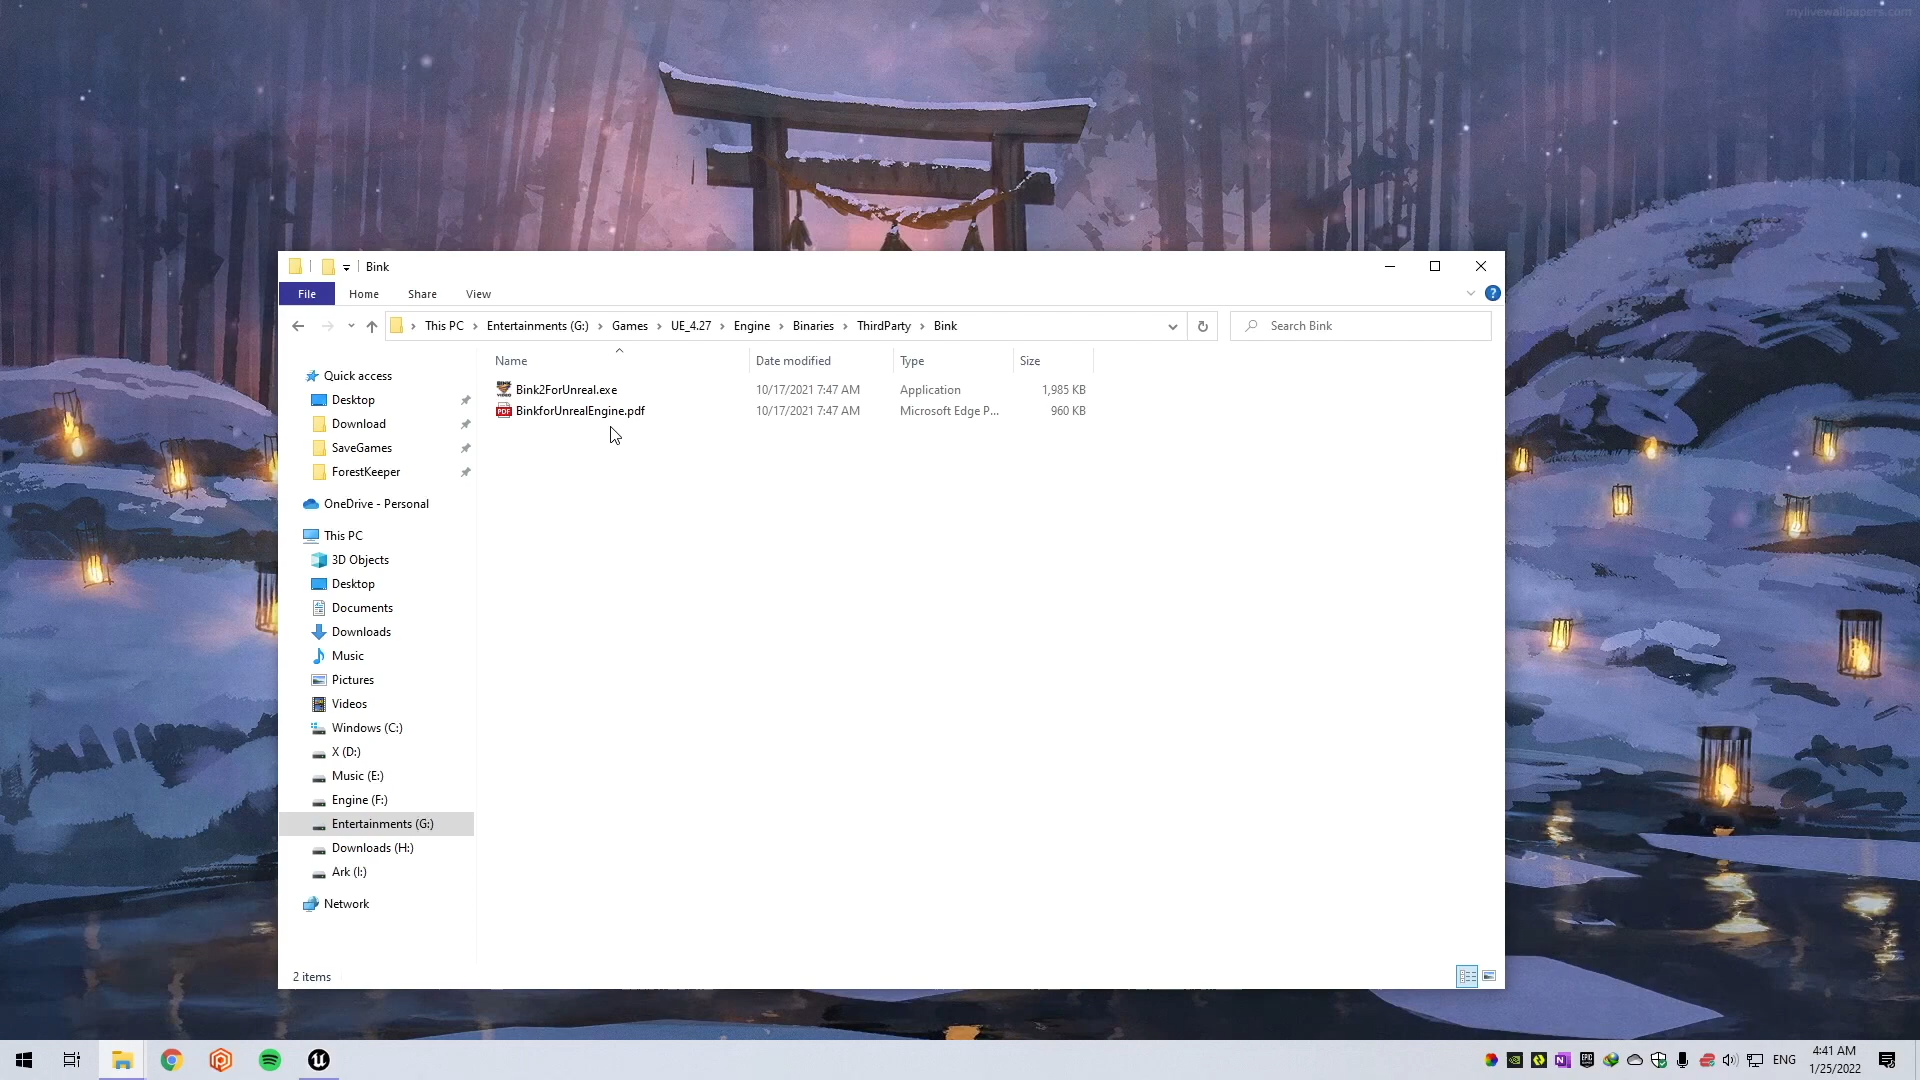 mylivewallpapers.com
Bink
File Home Share View
This PC Entertainments (G:) Games UE_4.27 Engine Binaries ThirdParty Bink
Search Bink
Name Date modified Type Size
Bink2ForUnreal.exe 10/17/2021 7:47 AM Application 1,985 KB
BinkforUnrealEngine.pdf 10/17/2021 7:47 AM Microsoft Edge P... 960 KB
Quick access
Desktop
Download
SaveGames
ForestKeeper
OneDrive - Personal
This PC
3D Objects
Desktop
Documents
Downloads
Music
Pictures
Videos
Windows (C:)
X (D:)
Music (E:)
Engine (F:)
Entertainments (G:)
Downloads (H:)
Ark (I:)
Network
2 items
ENG
4:41 AM
1/25/2022